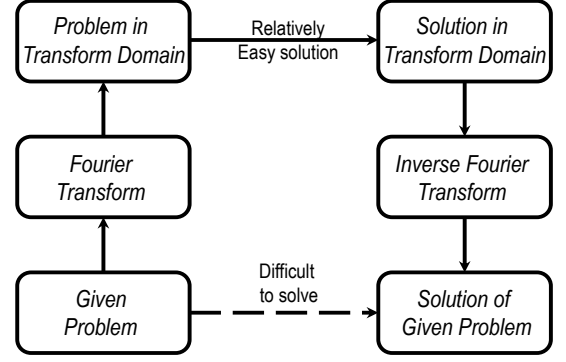 Problem in
Transform Domain
Relatively
Easy solution
Solution in
Transform Domain
Fourier
Transform
Inverse Fourier
Transform
Given
Problem
Difficult
to solve
Solution of
Given Problem